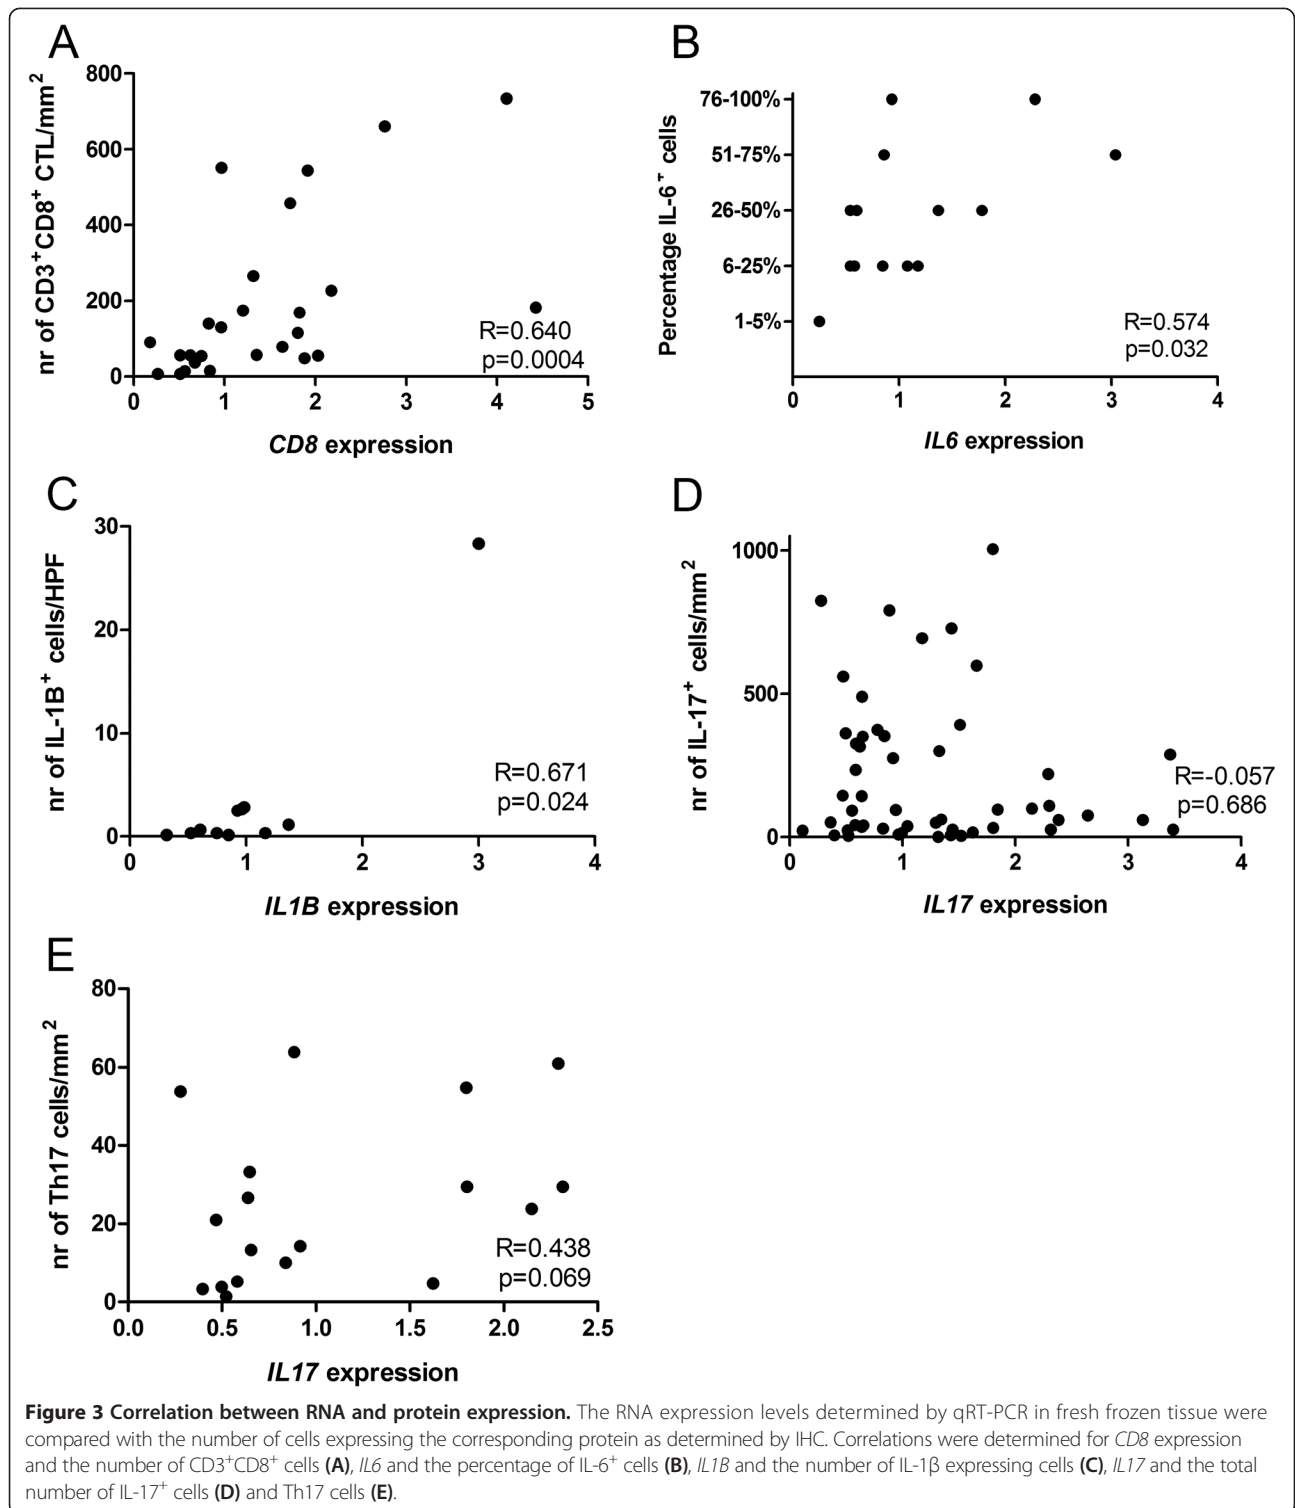 A
nr of CD3⁺CD8⁺ CTL/mm²
800
600
400
200
0
0 1 2 3 4 5
R=0.640
p=0.0004
CD8 expression
B
Percentage IL-6⁺ cells
76-100%
51-75%
26-50%
6-25%
1-5%
0 1 2 3 4
R=0.574
p=0.032
IL6 expression
C
nr of IL-1B⁺ cells/HPF
30
20
10
0
0 1 2 3 4
R=0.671
p=0.024
IL1B expression
D
nr of IL-17⁺ cells/mm²
1000
500
0
0 1 2 3 4
R=-0.057
p=0.686
IL17 expression
E
nr of Th17 cells/mm²
80
60
40
20
0
0.0 0.5 1.0 1.5 2.0 2.5
R=0.438
p=0.069
IL17 expression
Figure 3 Correlation between RNA and protein expression. The RNA expression levels determined by qRT-PCR in fresh frozen tissue were
compared with the number of cells expressing the corresponding protein as determined by IHC. Correlations were determined for CD8 expression
and the number of CD3⁺CD8⁺ cells (A), IL6 and the percentage of IL-6⁺ cells (B), IL1B and the number of IL-1β expressing cells (C), IL17 and the total
number of IL-17⁺ cells (D) and Th17 cells (E).